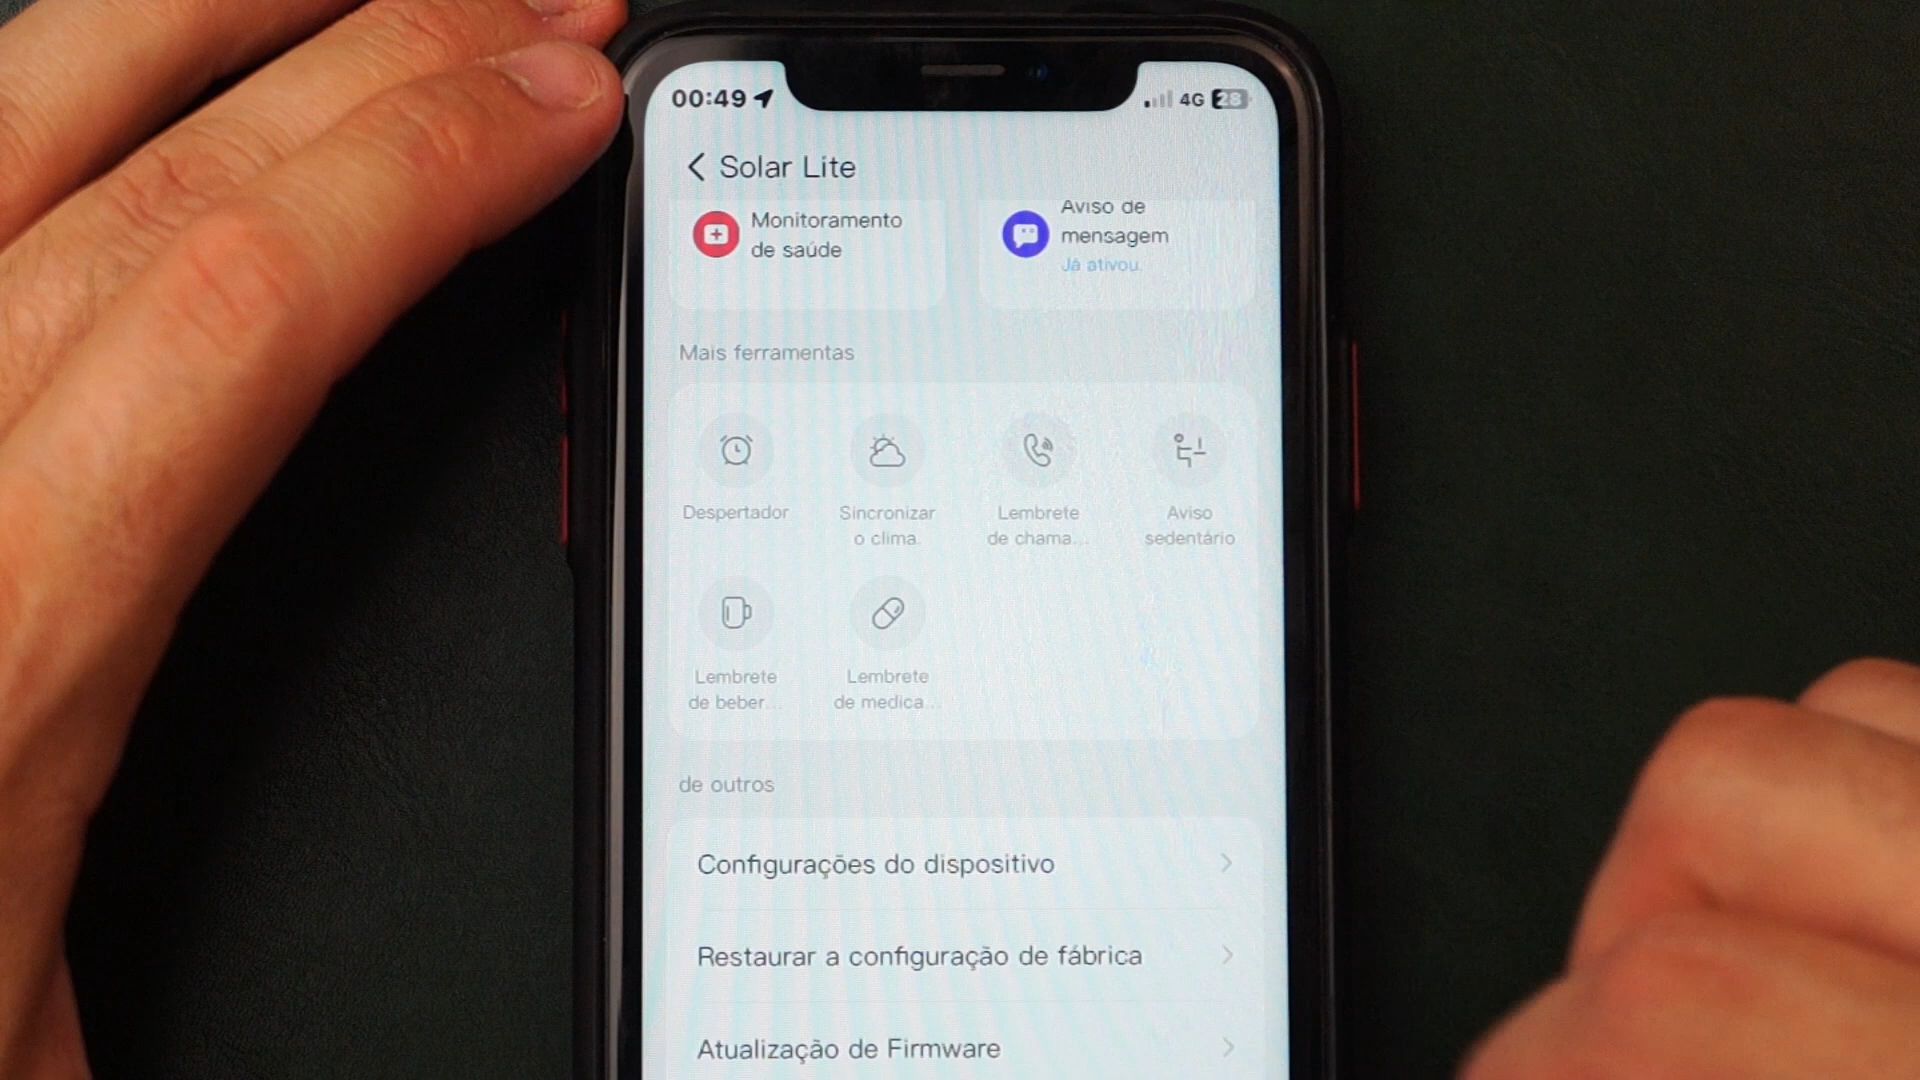 00:49
4G 28
Solar Lite
Monitoramento
de saúde
Aviso de
mensagem
Já ativou.
Mais ferramentas
Despertador
Sincronizar
o clima.
Lembrete
de chama...
Aviso
sedentário
Lembrete
de beber...
Lembrete
de medica...
de outros
Configurações do dispositivo
Restaurar a configuração de fábrica
Atualização de Firmware